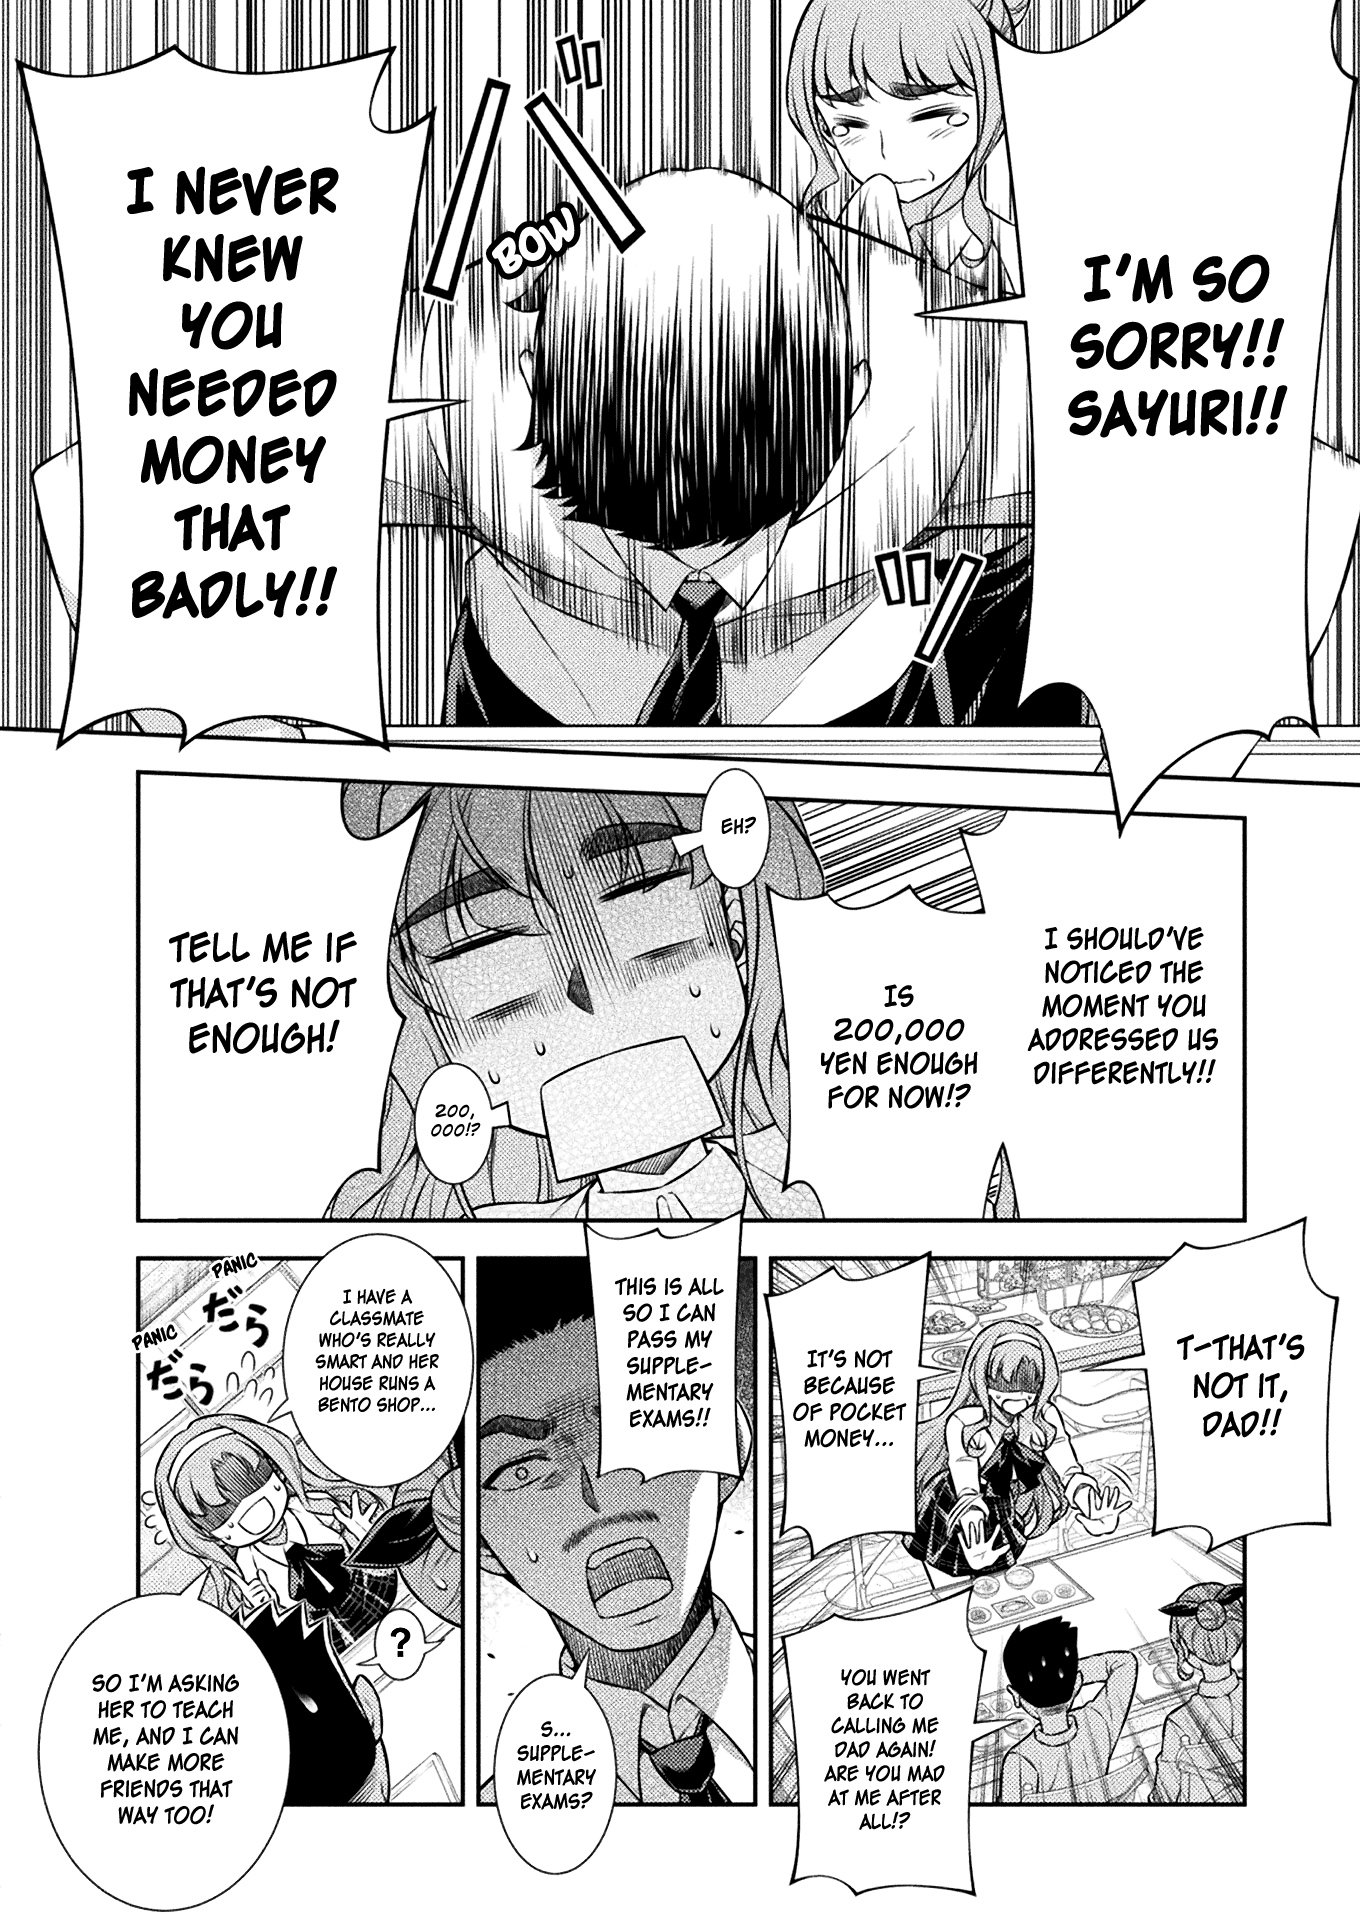 I'M SO
SORRY!!
SAYURI!!
BOW
I NEVER
KNEW
YOU
NEEDED
MONEY
THAT
BADLY!!
I SHOULD'VE
NOTICED THE
MOMENT YOU
ADDRESSED US
DIFFERENTLY!!
IS
200,000
YEN ENOUGH
FOR NOW!?
EH?
TELL ME IF
THAT'S NOT
ENOUGH!
200,
000!?
T-THAT'S
NOT IT,
DAD!!
IT'S NOT
BECAUSE
OF POCKET
MONEY...
YOU WENT
BACK TO
CALLING ME
DAD AGAIN!
ARE YOU MAD
AT ME AFTER
ALL!?
THIS IS ALL
SO I CAN
PASS MY
SUPPLE-
MENTARY
EXAMS!!
S...
SUPPLE-
MENTARY
EXAMS?
I HAVE A
CLASSMATE
WHO'S REALLY
SMART AND HER
HOUSE RUNS A
BENTO SHOP...
PANIC
だら
PANIC
だら
?
SO I'M ASKING
HER TO TEACH
ME, AND I CAN
MAKE MORE
FRIENDS THAT
WAY TOO!